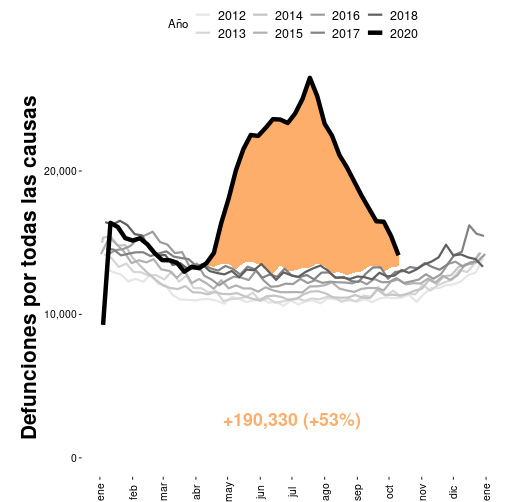 Año
2012 2014 2016 2018
2013 2015 2017 2020
Defunciones por todas las causas
20,000
10,000
0
+190,330 (+53%)
ene feb mar abr may jun jul ago sep oct nov dic ene